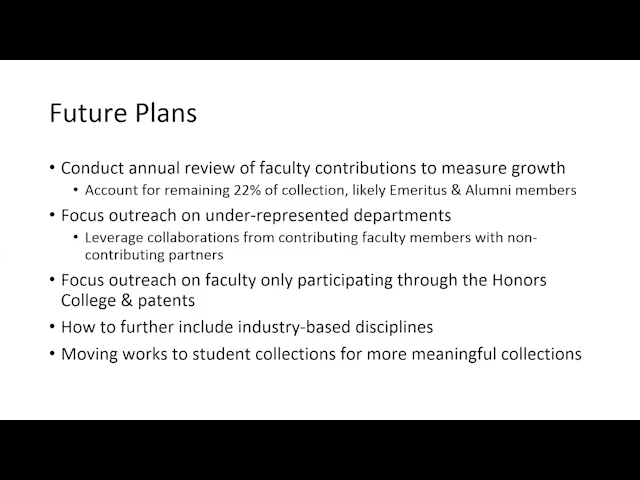 Future Plans
• Conduct annual review of faculty contributions to measure growth
• Account for remaining 22% of collection, likely Emeritus & Alumni members
• Focus outreach on under-represented departments
• Leverage collaborations from contributing faculty members with non-
contributing partners
• Focus outreach on faculty only participating through the Honors
College & patents
• How to further include industry-based disciplines
• Moving works to student collections for more meaningful collections